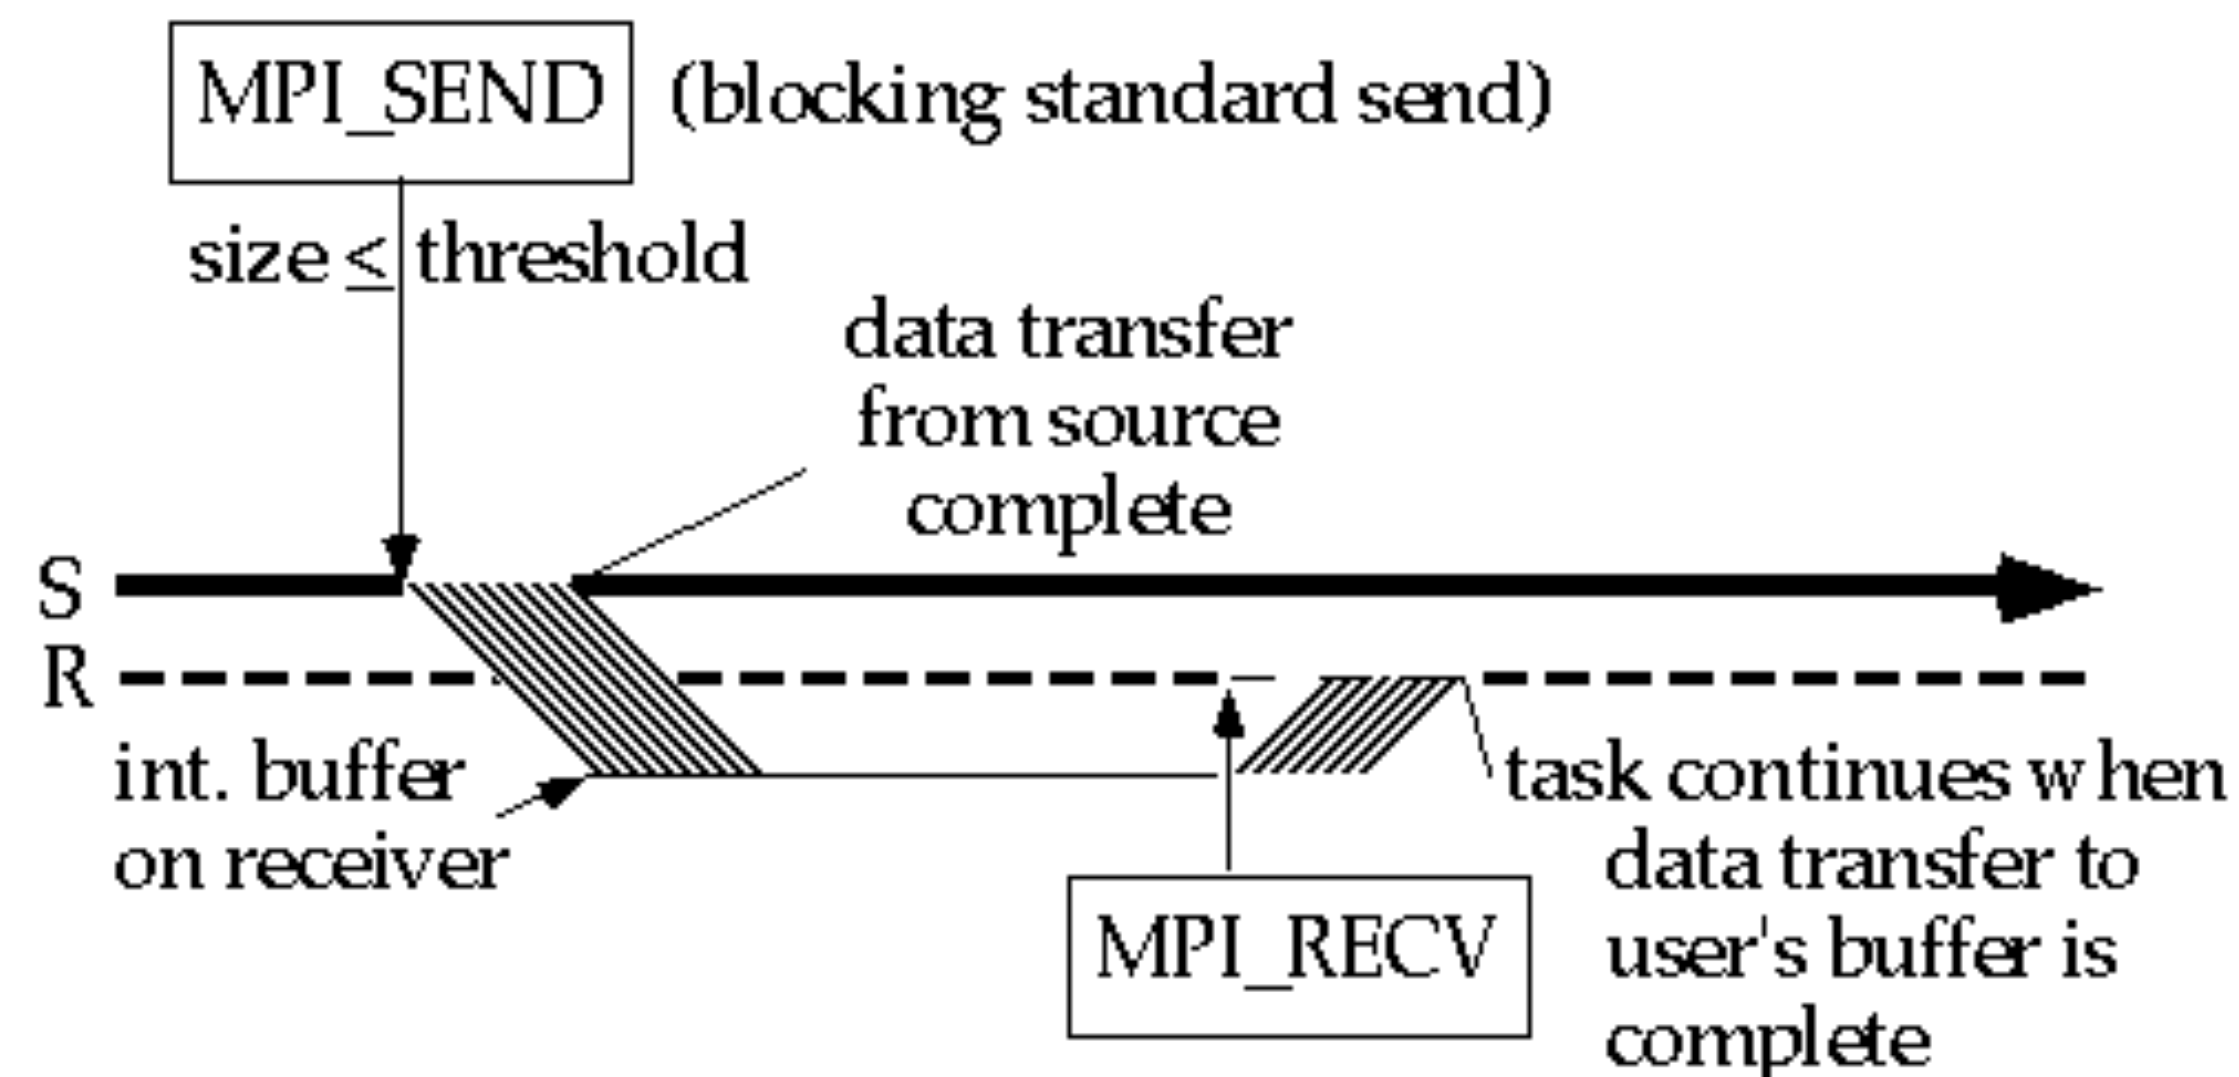 MPI_SEND (blocking standard send)
size ≤ threshold
data transfer
from source
complete
S
R
int. buffer
on receiver
MPI_RECV
task continues when
data transfer to
user's buffer is
complete